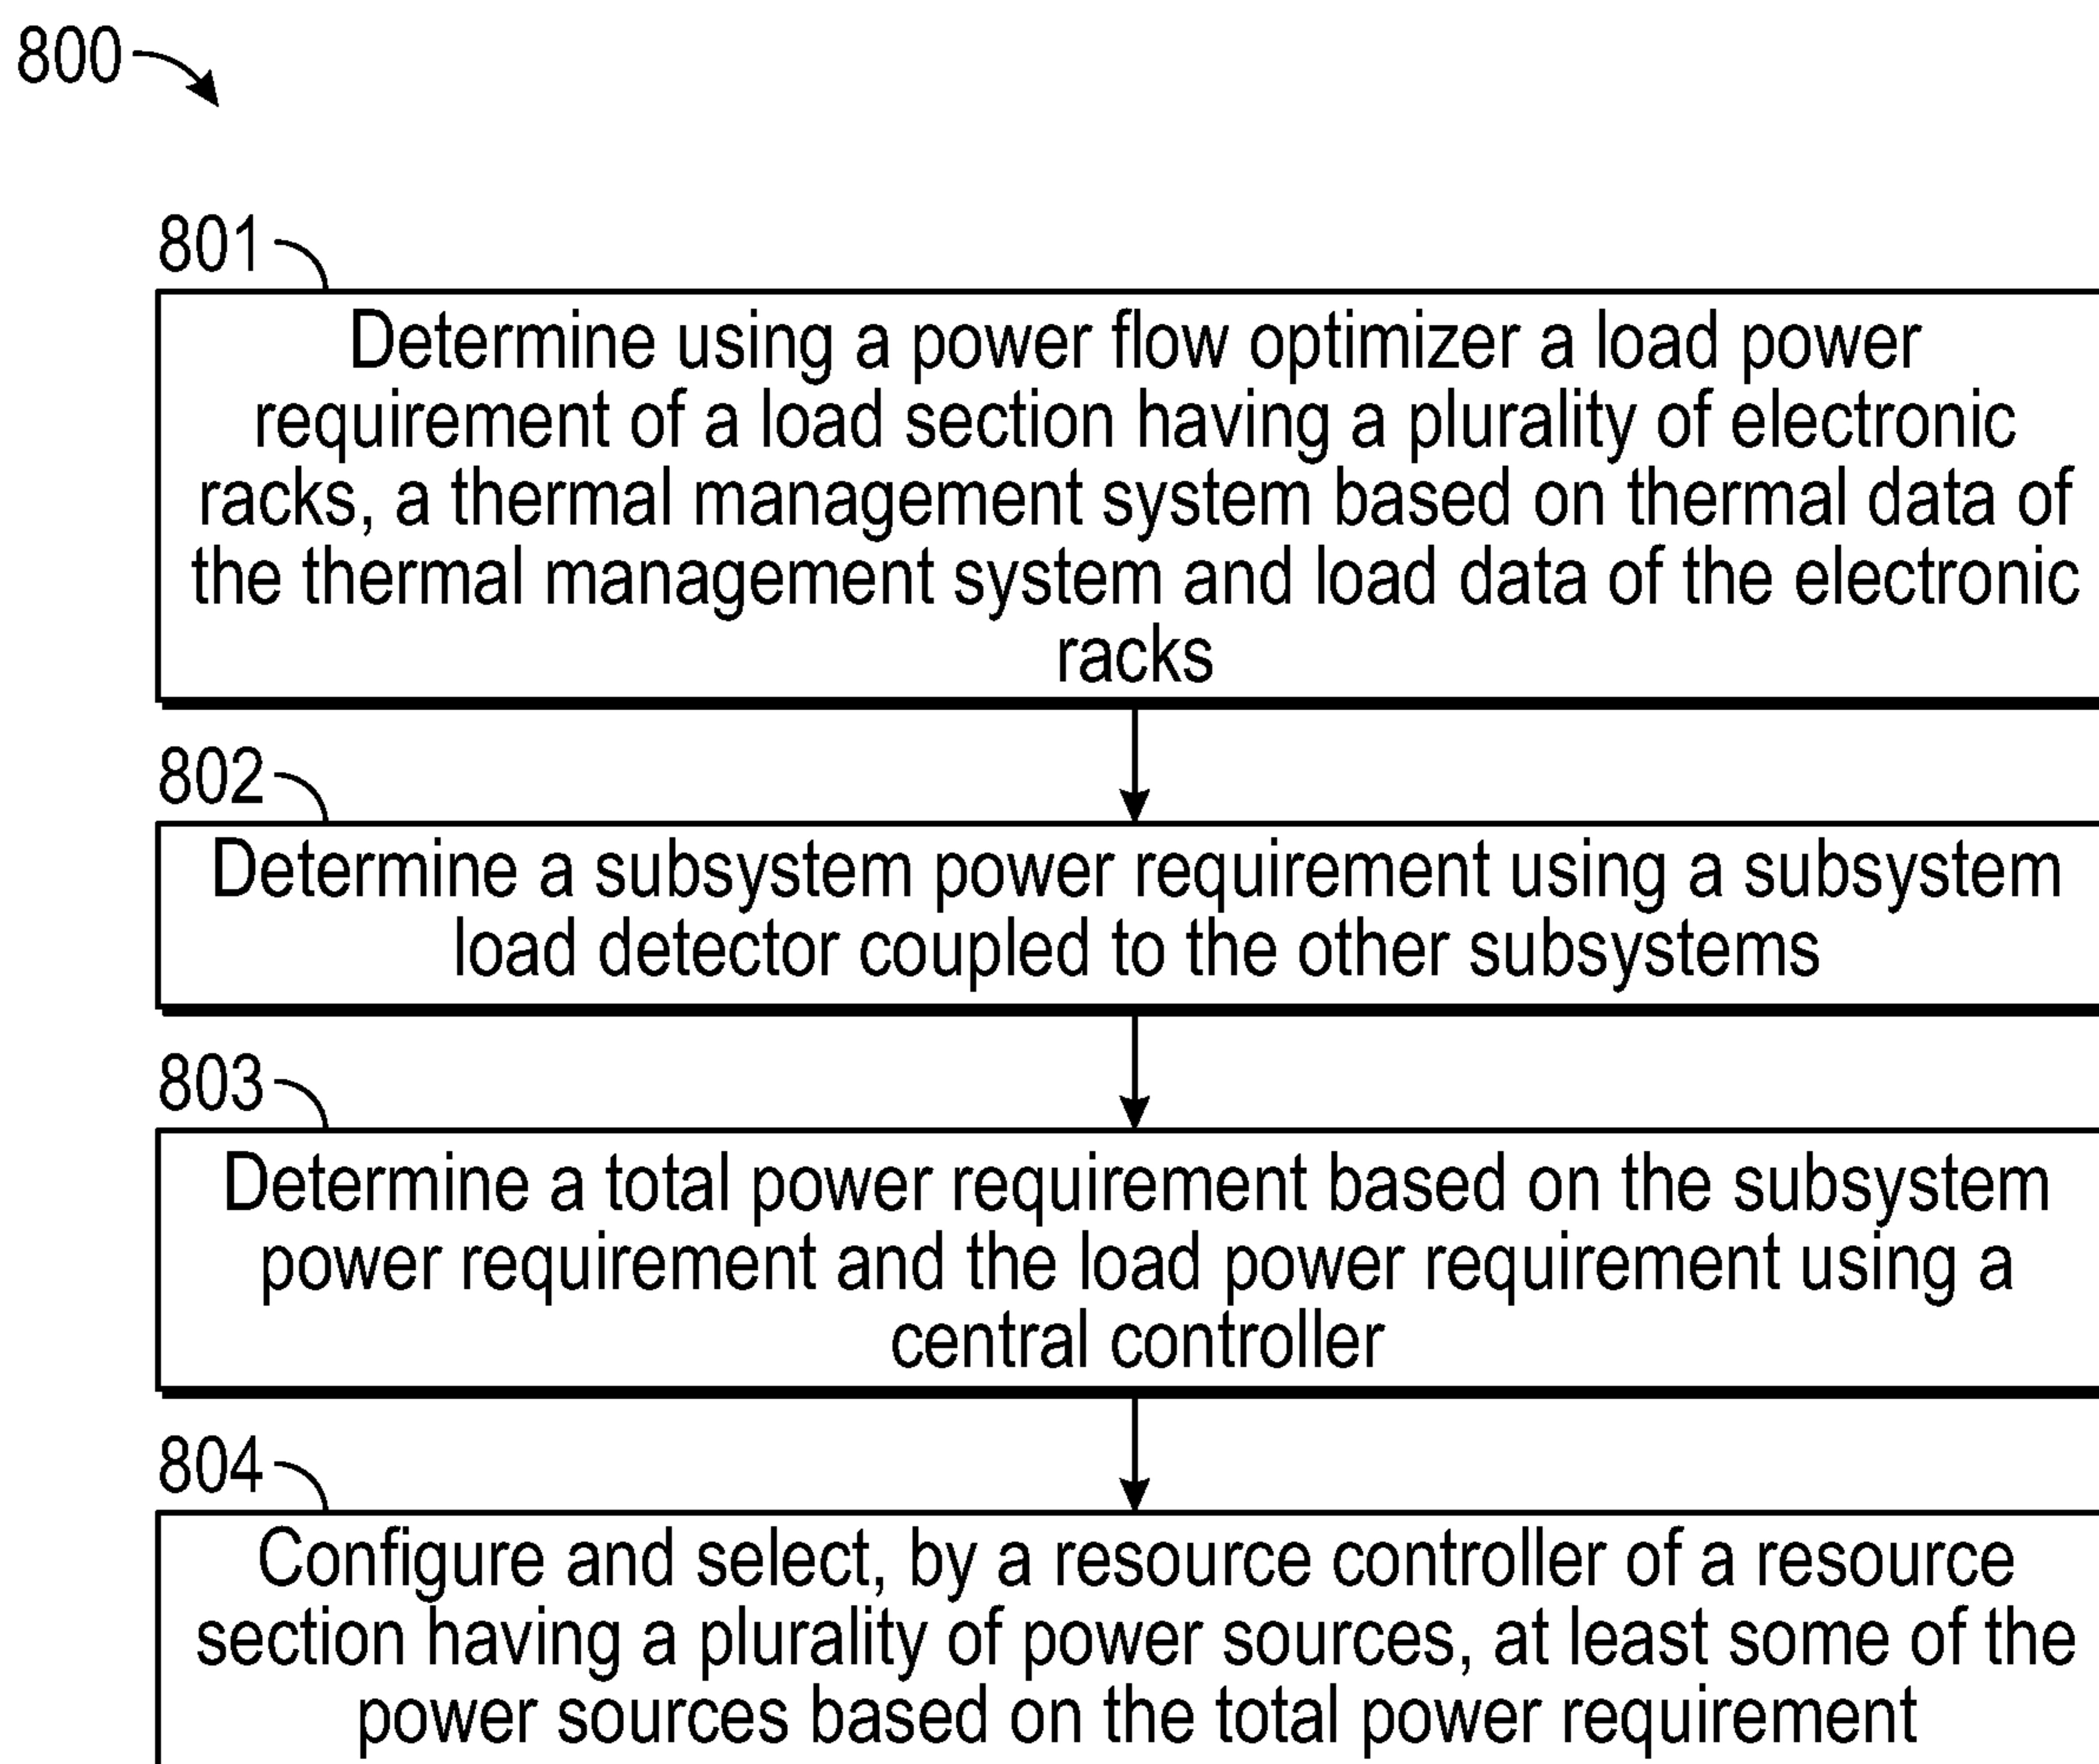 800
801
Determine using a power flow optimizer a load power
requirement of a load section having a plurality of electronic
racks, a thermal management system based on thermal data of
the thermal management system and load data of the electronic
racks
802
Determine a subsystem power requirement using a subsystem
load detector coupled to the other subsystems
803
Determine a total power requirement based on the subsystem
power requirement and the load power requirement using a
central controller
804
Configure and select, by a resource controller of a resource
section having a plurality of power sources, at least some of the
power sources based on the total power requirement